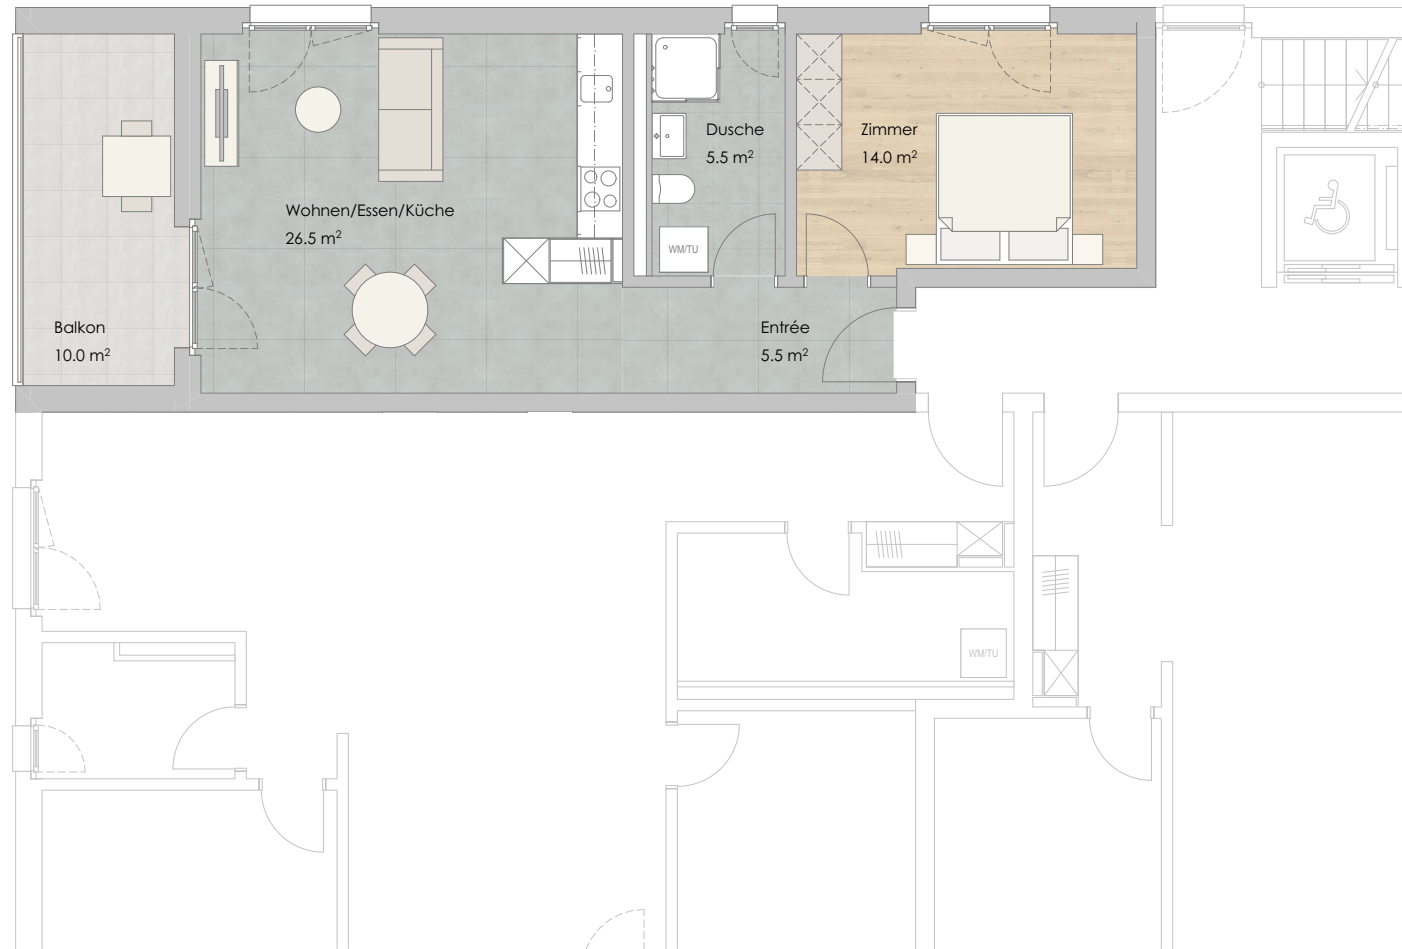 Dusche
5.5 m²
Zimmer
14.0 m²
Wohnen/Essen/Küche
26.5 m²
WM/TU
Balkon
10.0 m²
Entrée
5.5 m²
WM/TU